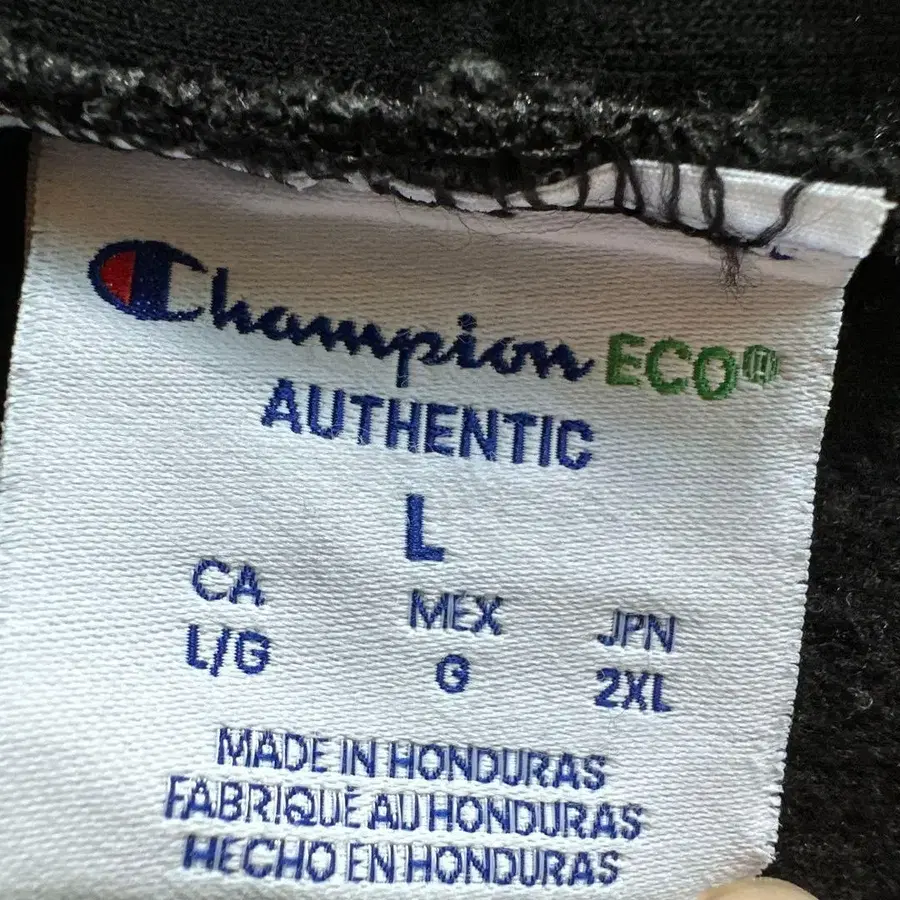 Champion ECO®
AUTHENTIC
L
CA MEX JPN
L/G G 2XL
MADE IN HONDURAS
FABRIQUÉ AU HONDURAS
HECHO EN HONDURAS